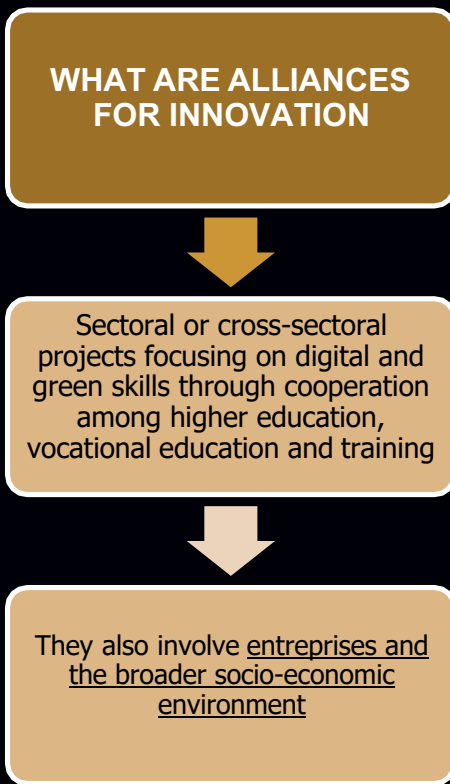 WHAT ARE ALLIANCES
FOR INNOVATION
Sectoral or cross-sectoral
projects focusing on digital and
green skills through cooperation
among higher education,
vocational education and training
They also involve entreprises and
the broader socio-economic
environment